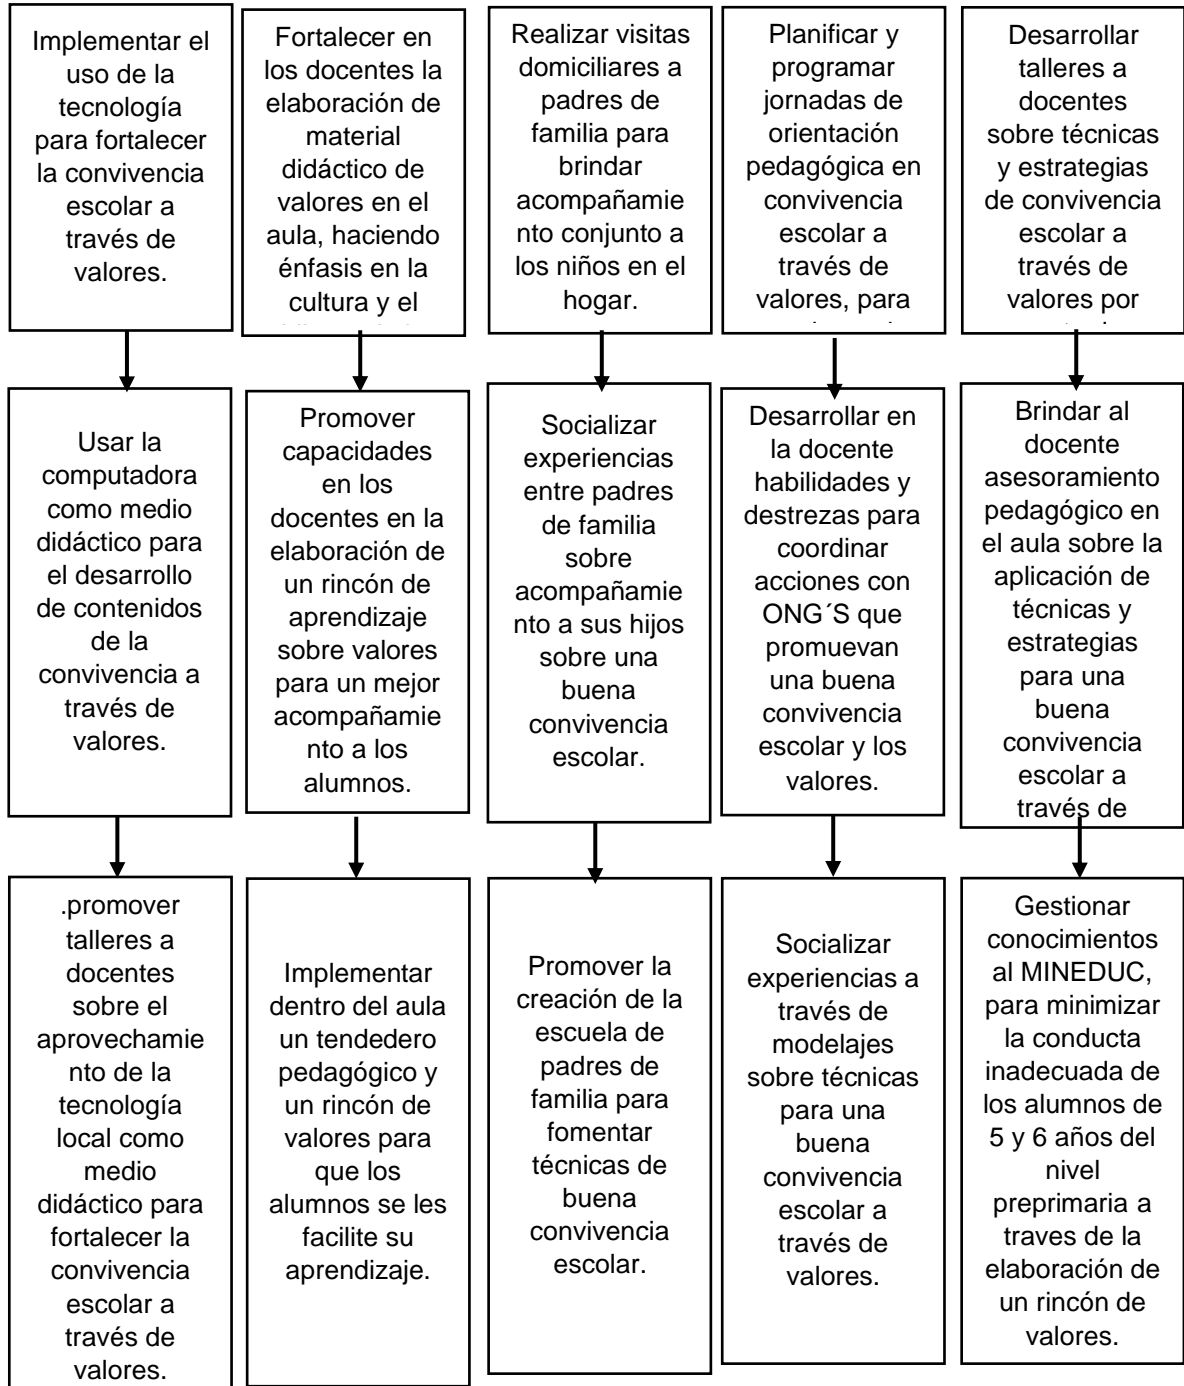 Implementar el
uso de la
tecnología
para fortalecer
la convivencia
escolar a
través de
valores.
Fortalecer en
los docentes la
elaboración de
material
didáctico de
valores en el
aula, haciendo
énfasis en la
cultura y el
Realizar visitas
domiciliares a
padres de
familia para
brindar
acompañamie
nto conjunto a
los niños en el
hogar.
Planificar y
programar
jornadas de
orientación
pedagógica en
convivencia
escolar a
través de
valores, para
Desarrollar
talleres a
docentes
sobre técnicas
y estrategias
de convivencia
escolar a
través de
valores por
Usar la
computadora
como medio
didáctico para
el desarrollo
de contenidos
de la
convivencia a
través de
valores.
Promover
capacidades
en los
docentes en la
elaboración de
un rincón de
aprendizaje
sobre valores
para un mejor
acompañamie
nto a los
alumnos.
Socializar
experiencias
entre padres
de familia
sobre
acompañamie
nto a sus hijos
sobre una
buena
convivencia
escolar.
Desarrollar en
la docente
habilidades y
destrezas para
coordinar
acciones con
ONG´S que
promuevan
una buena
convivencia
escolar y los
valores.
Brindar al
docente
asesoramiento
pedagógico en
el aula sobre la
aplicación de
técnicas y
estrategias
para una
buena
convivencia
escolar a
través de
.promover
talleres a
docentes
sobre el
aprovechamie
nto de la
tecnología
local como
medio
didáctico para
fortalecer la
convivencia
escolar a
través de
valores.
Implementar
dentro del aula
un tendedero
pedagógico y
un rincón de
valores para
que los
alumnos se les
facilite su
aprendizaje.
Promover la
creación de la
escuela de
padres de
familia para
fomentar
técnicas de
buena
convivencia
escolar.
Socializar
experiencias a
través de
modelajes
sobre técnicas
para una
buena
convivencia
escolar a
través de
valores.
Gestionar
conocimientos
al MINEDUC,
para minimizar
la conducta
inadecuada de
los alumnos de
5 y 6 años del
nivel
preprimaria a
traves de la
elaboración de
un rincón de
valores.